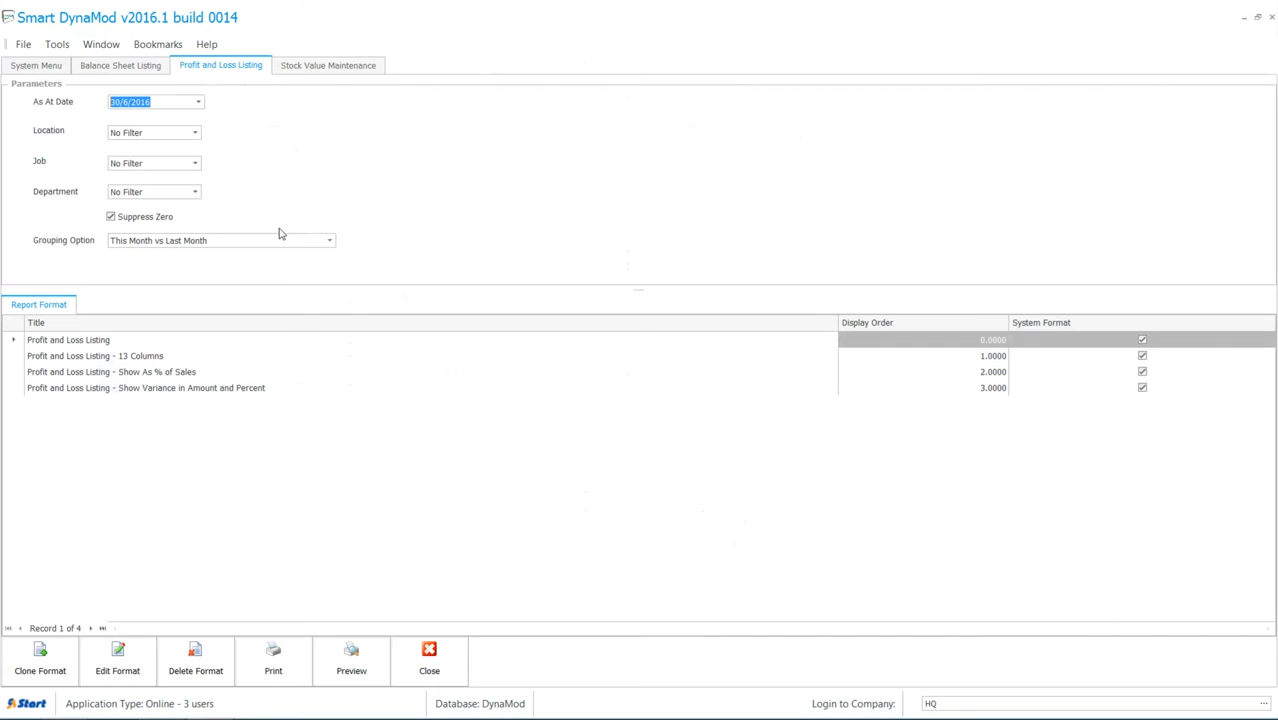 Smart DynaMod v2016.1 build 0014
File Tools Window Bookmarks Help
System Menu Balance Sheet Listing Profit and Loss Listing Stock Value Maintenance
Parameters
As At Date 30/6/2016
Location No Filter
Job No Filter
Department No Filter
Suppress Zero
Grouping Option This Month vs Last Month
Report Format
Title Display Order System Format
Profit and Loss Listing 0.0000
Profit and Loss Listing - 13 Columns 1.0000
Profit and Loss Listing - Show As % of Sales 2.0000
Profit and Loss Listing - Show Variance in Amount and Percent 3.0000
Record 1 of 4
Clone Format Edit Format Delete Format Print Preview Close
Start Application Type: Online - 3 users Database: DynaMod Login to Company: HQ ...